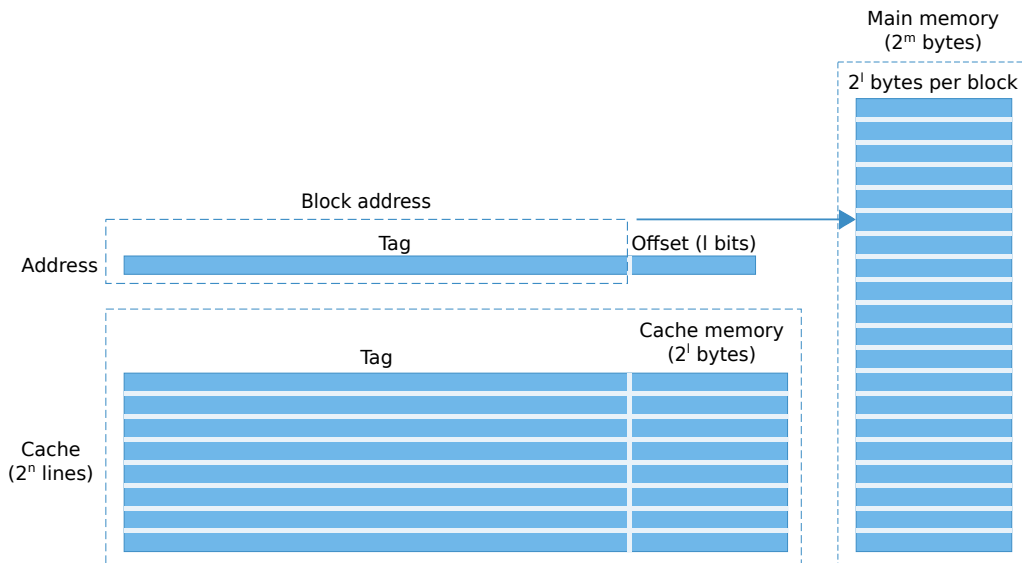 Main memory
(2ᵐ bytes)
2ˡ bytes per block
Block address
Tag
Offset (l bits)
Address
Cache memory
(2ˡ bytes)
Tag
Cache
(2ⁿ lines)